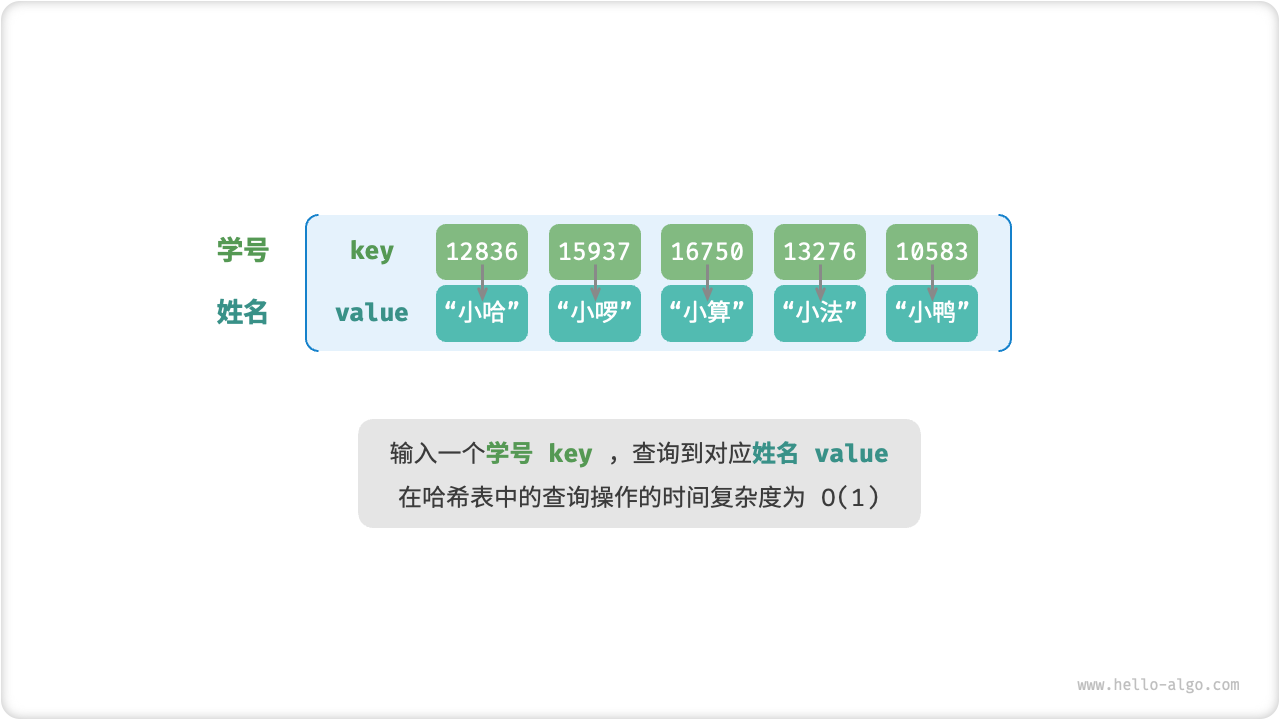 学号 key 12836 15937 16750 13276 10583
姓名 value “小哈” “小啰” “小算” “小法” “小鸭”
输入一个学号 key ，查询到对应姓名 value
在哈希表中的查询操作的时间复杂度为 O(1)
www.hello-algo.com